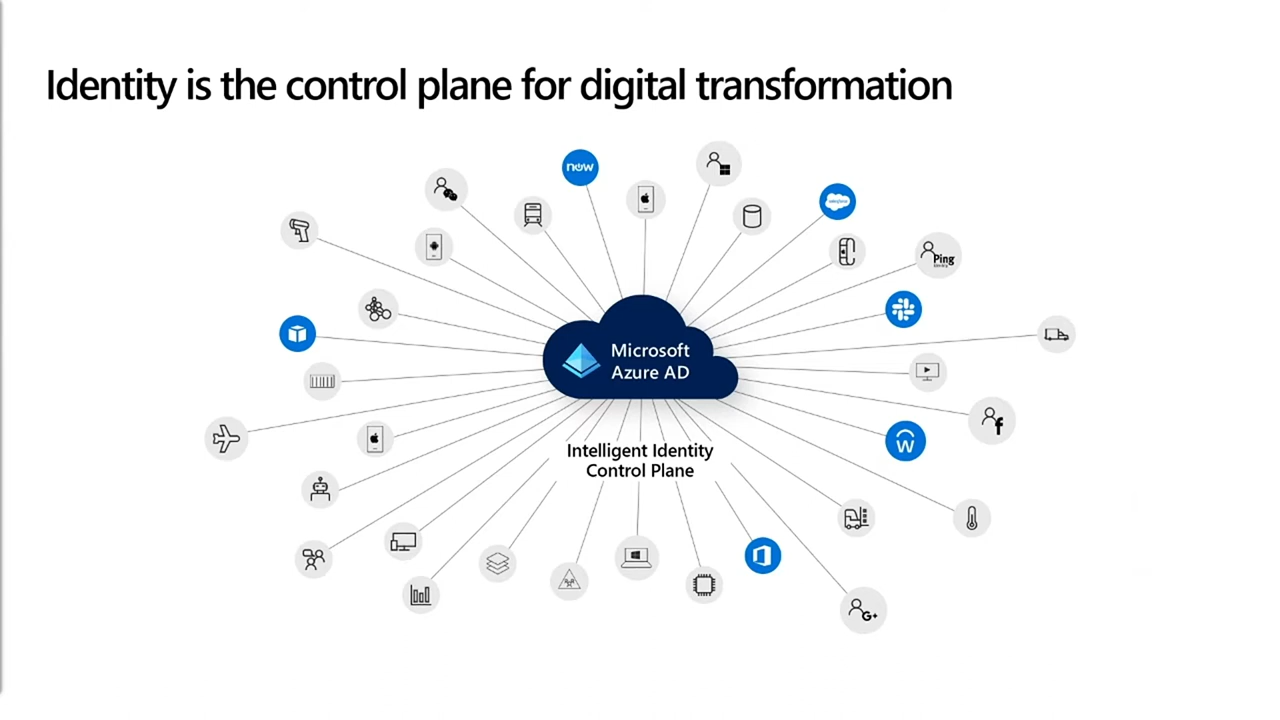 Identity is the control plane for digital transformation
now
Ping
Microsoft
Azure AD
W
f
Intelligent Identity
Control Plane
G+